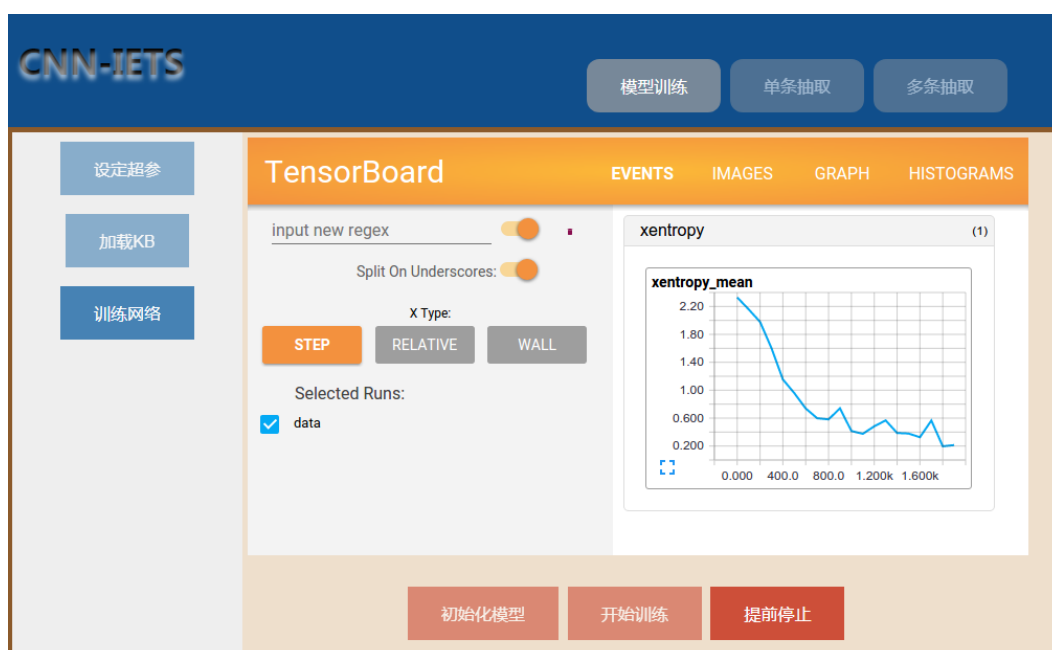 CNN-IETS
模型训练 单条抽取 多条抽取
设定超参
加载KB
训练网络
TensorBoard EVENTS IMAGES GRAPH HISTOGRAMS
input new regex
Split On Underscores:
X Type:
STEP RELATIVE WALL
Selected Runs:
data
xentropy (1)
xentropy_mean
2.20
1.80
1.40
1.00
0.600
0.200
0.000 400.0 800.0 1.200k 1.600k
初始化模型 开始训练 提前停止